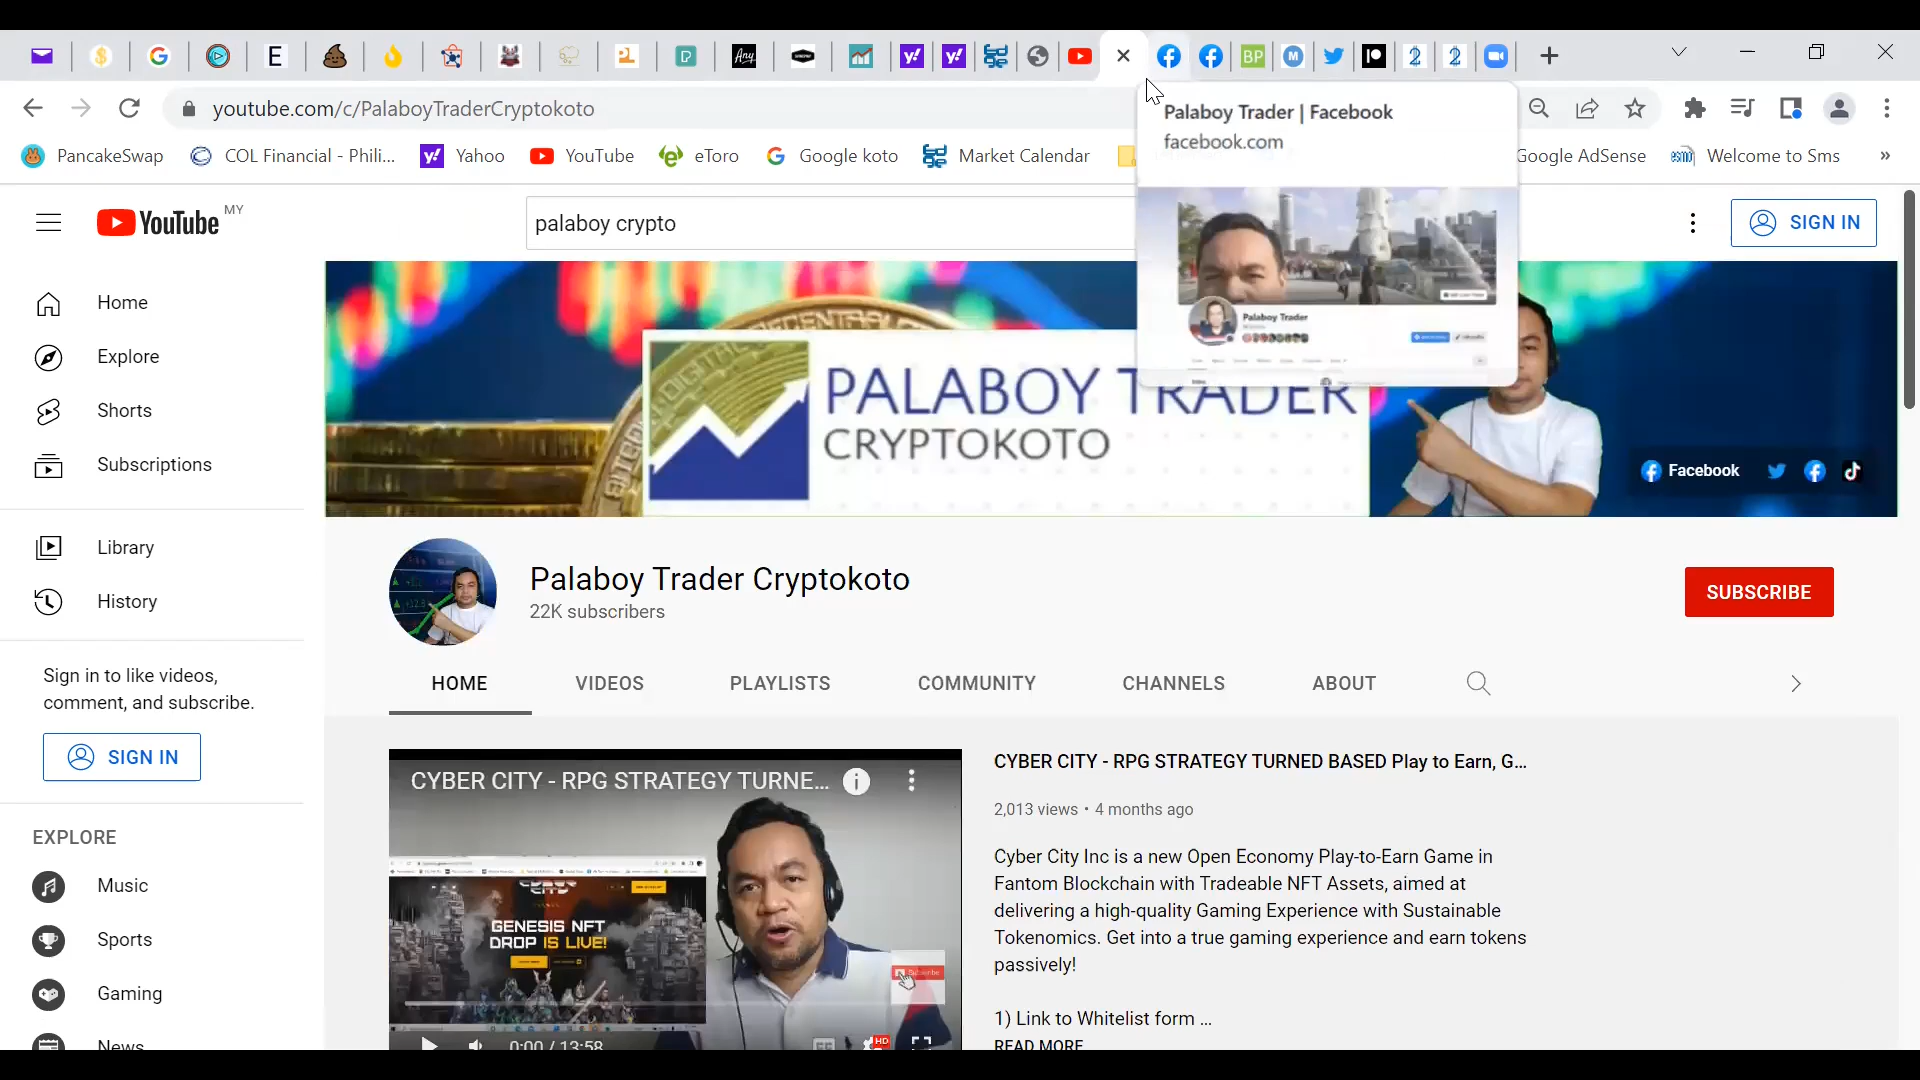 E
Any
BP
M
youtube.com/c/PalaboyTraderCryptokoto
Palaboy Trader | Facebook
facebook.com
PancakeSwap
COL Financial - Phili...
Yahoo
YouTube
eToro
Google koto
Market Calendar
Google AdSense
Welcome to Sms
»
YouTube MY
palaboy crypto
SIGN IN
Home
Explore
Shorts
Subscriptions
Library
History
Sign in to like videos,
comment, and subscribe.
SIGN IN
EXPLORE
Music
Sports
Gaming
News
Palaboy Trader
PALABOY TRADER
CRYPTOKOTO
Facebook
Palaboy Trader Cryptokoto
22K subscribers
SUBSCRIBE
HOME
VIDEOS
PLAYLISTS
COMMUNITY
CHANNELS
ABOUT
CYBER CITY - RPG STRATEGY TURNE...
GENESIS NFT
DROP IS LIVE!
Subscribe
0:00 / 13:58
HD
CYBER CITY - RPG STRATEGY TURNED BASED Play to Earn, G...
2,013 views • 4 months ago
Cyber City Inc is a new Open Economy Play-to-Earn Game in
Fantom Blockchain with Tradeable NFT Assets, aimed at
delivering a high-quality Gaming Experience with Sustainable
Tokenomics. Get into a true gaming experience and earn tokens
passively!
1) Link to Whitelist form ...
READ MORE